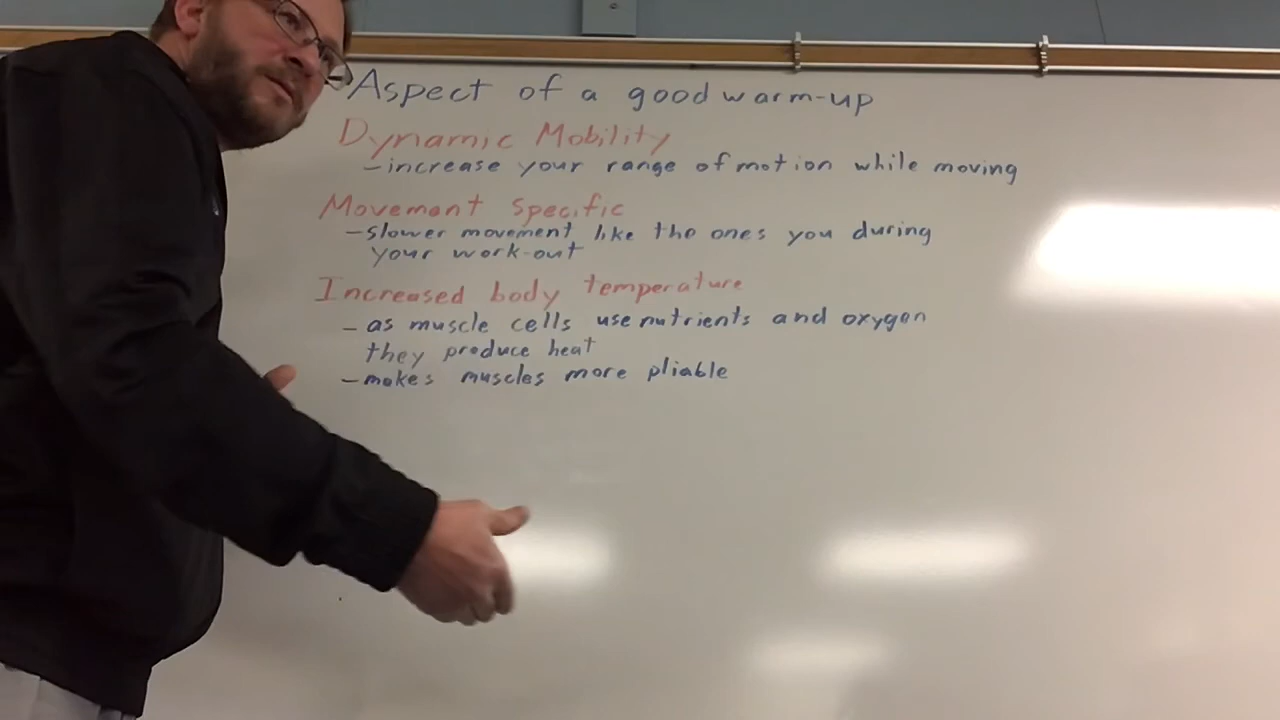 Aspect of a good warm-up
Dynamic Mobility
-increase your range of motion while moving
Movement Specific
-slower movement like the ones you during
your work-out
Increased body temperature
- as muscle cells use nutrients and oxygen
they produce heat
- makes muscles more pliable